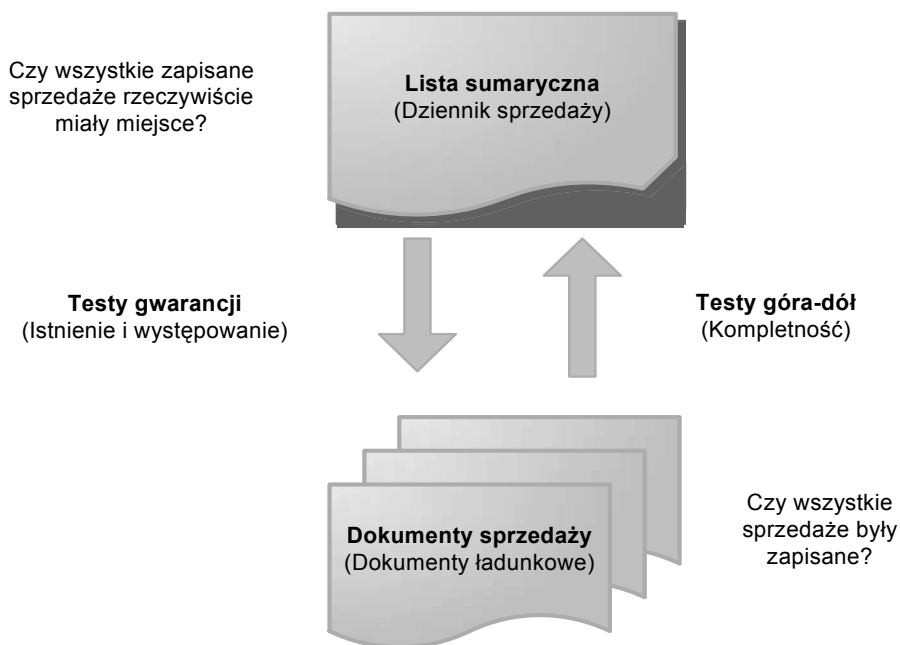 Czy wszystkie zapisane
sprzedaże rzeczywiście
miały miejsce?
Lista sumaryczna
(Dziennik sprzedaży)
Testy gwarancji
(Istnienie i występowanie)
Testy góra-dół
(Kompletność)
Dokumenty sprzedaży
(Dokumenty ładunkowe)
Czy wszystkie
sprzedaże były
zapisane?